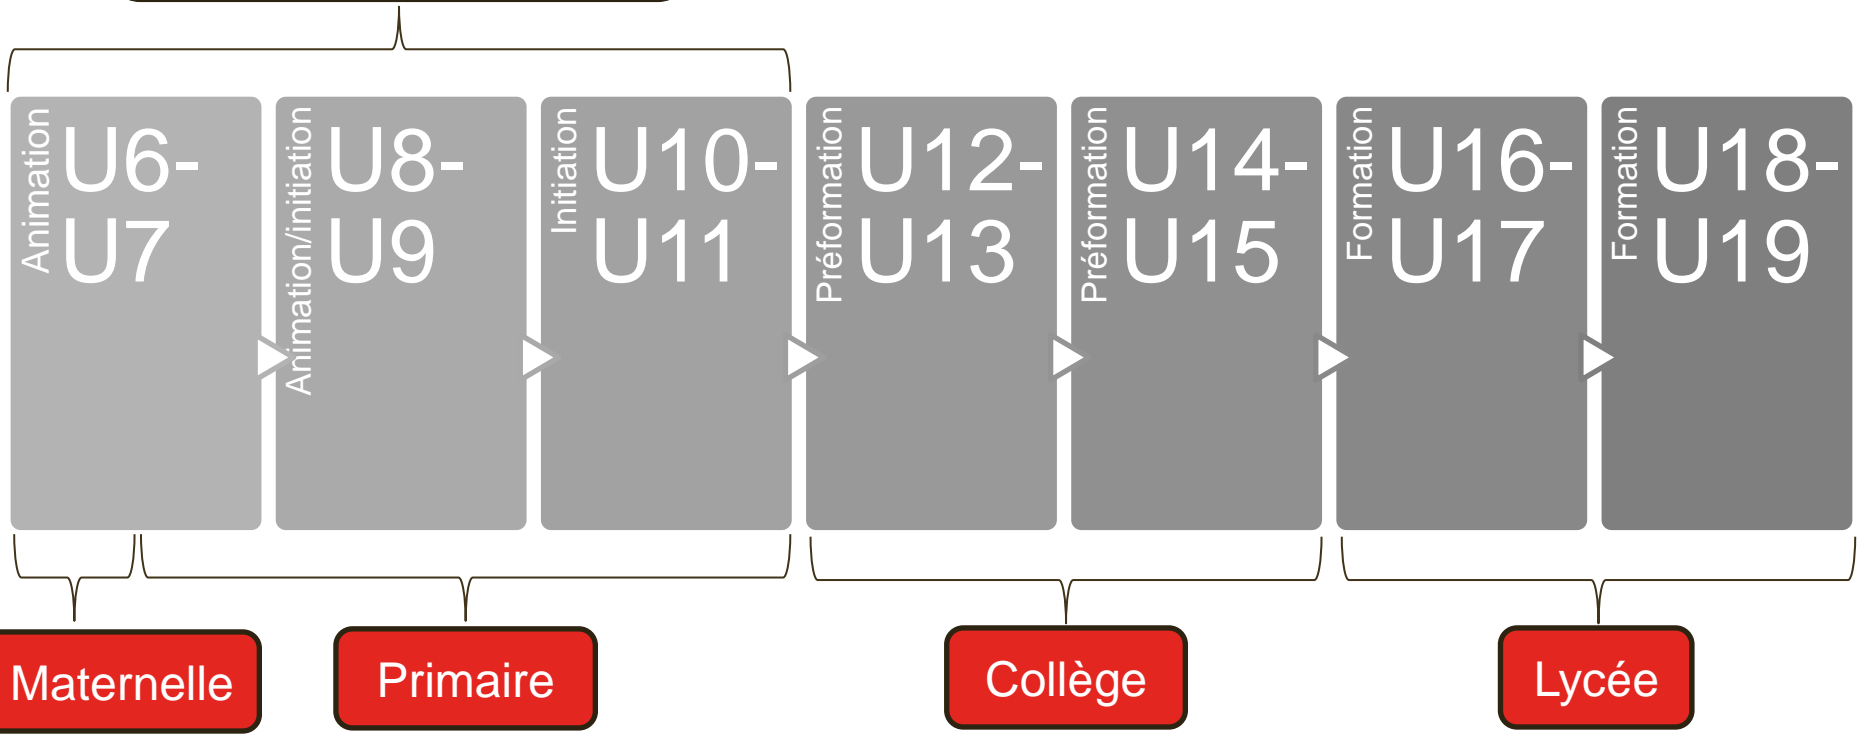 Animation
U6-
U7
Animation/initiation
U8-
U9
Initiation
U10-
U11
Préformation
U12-
U13
Préformation
U14-
U15
Formation
U16-
U17
Formation
U18-
U19
Maternelle
Primaire
Collège
Lycée